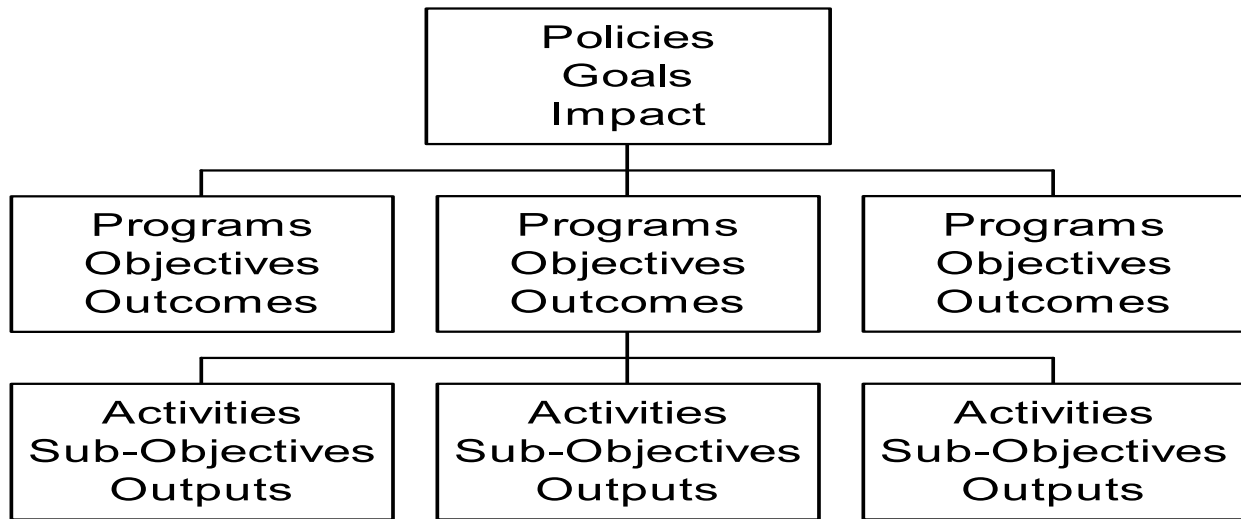 Policies
Goals
Impact
Programs
Objectives
Outcomes
Programs
Objectives
Outcomes
Programs
Objectives
Outcomes
Activities
Sub-Objectives
Outputs
Activities
Sub-Objectives
Outputs
Activities
Sub-Objectives
Outputs